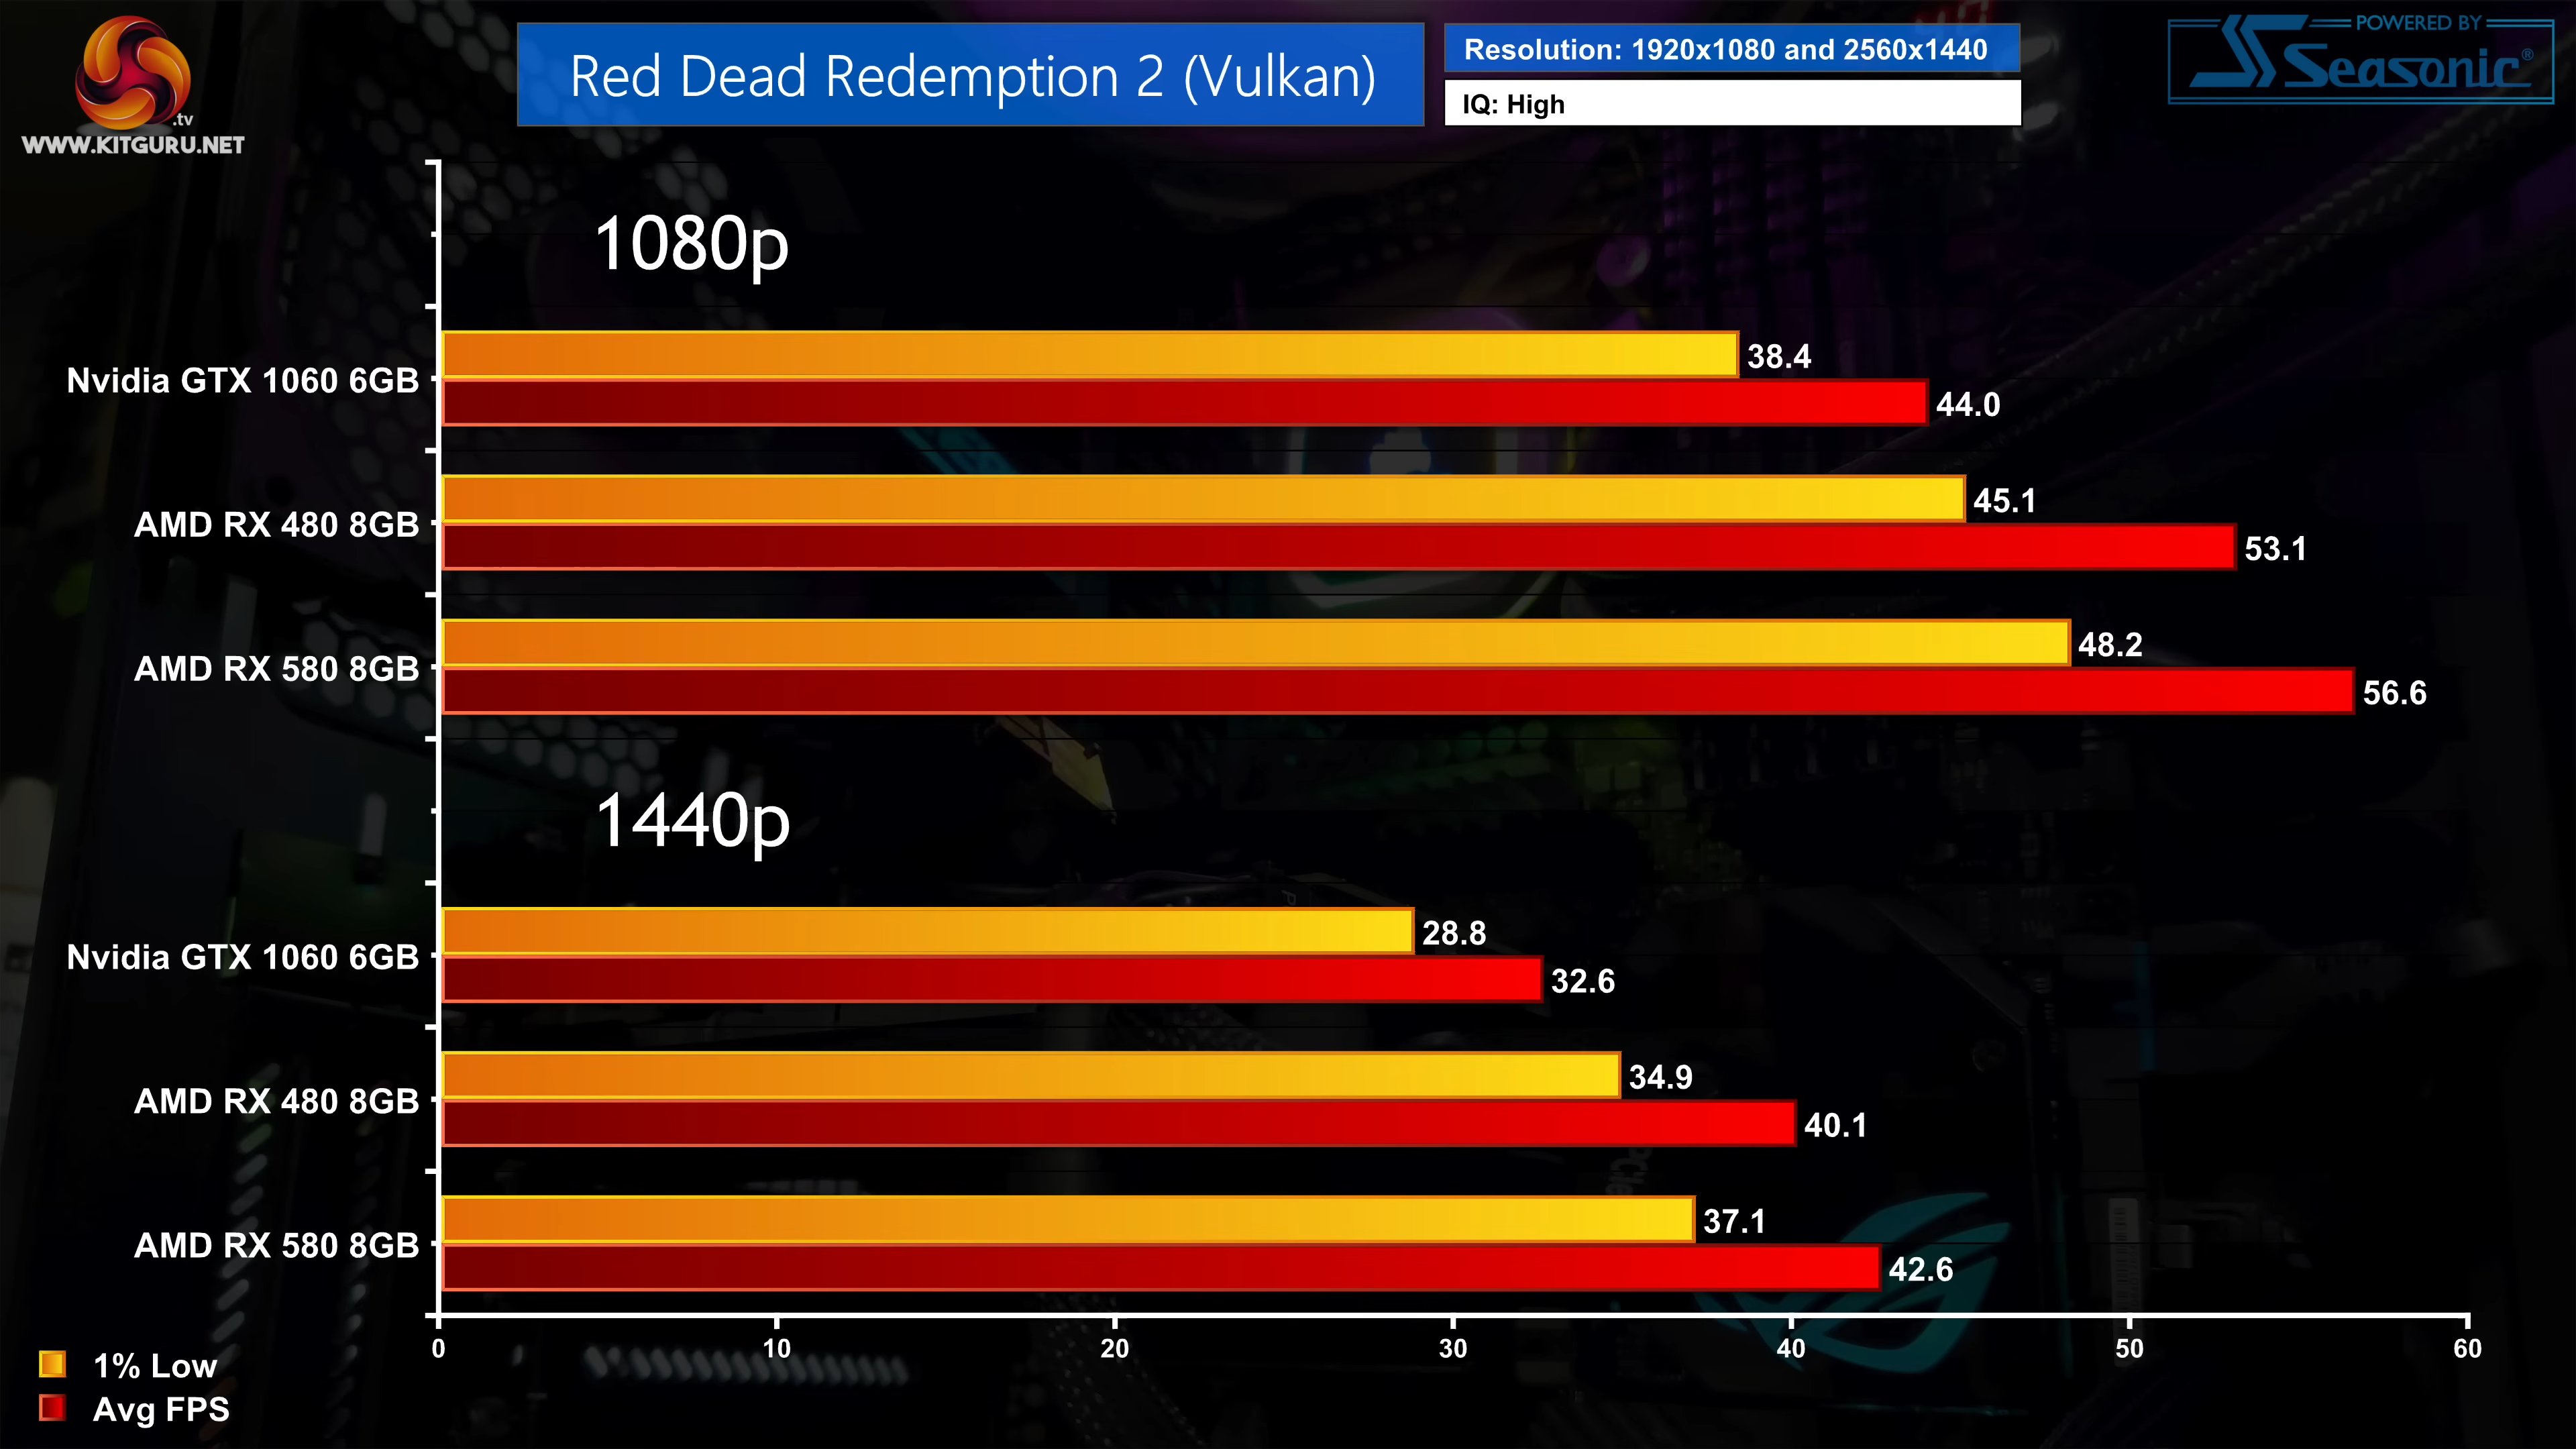 .tv
WWW.KITGURU.NET
Red Dead Redemption 2 (Vulkan)
Resolution: 1920x1080 and 2560x1440
IQ: High
POWERED BY
Seasonic®
1080p
Nvidia GTX 1060 6GB
38.4
44.0
AMD RX 480 8GB
45.1
53.1
AMD RX 580 8GB
48.2
56.6
1440p
Nvidia GTX 1060 6GB
28.8
32.6
AMD RX 480 8GB
34.9
40.1
AMD RX 580 8GB
37.1
42.6
0 10 20 30 40 50 60
1% Low
Avg FPS